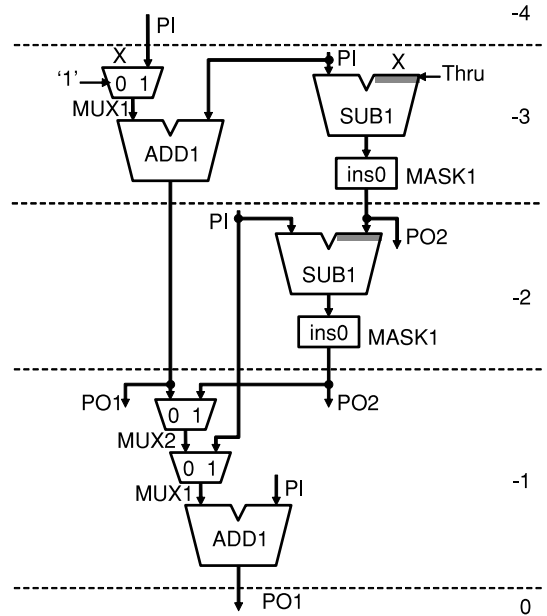 PI
-4
X
PI
X
'1'
0 1
Thru
MUX1
SUB1
-3
ADD1
ins0
MASK1
PI
PO2
SUB1
-2
ins0
MASK1
PO1
PO2
0 1
MUX2
0 1
-1
MUX1
PI
ADD1
PO1
0